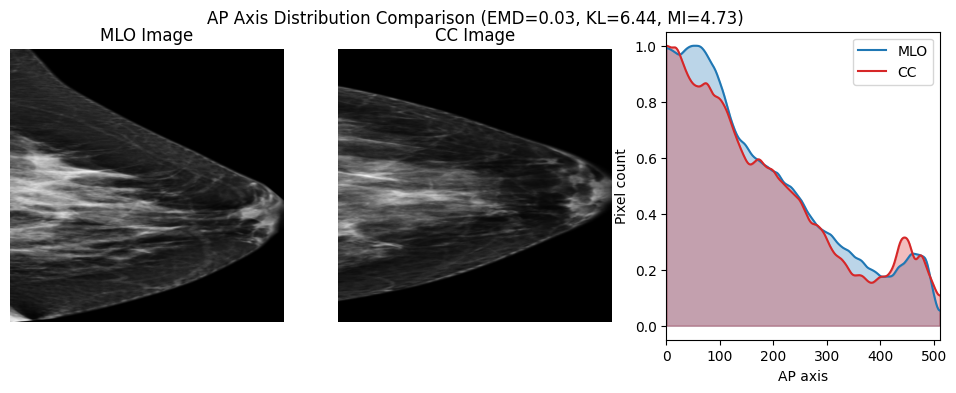 AP Axis Distribution Comparison (EMD=0.03, KL=6.44, MI=4.73)
MLO Image
CC Image
MLO
CC
Pixel count
1.0
0.8
0.6
0.4
0.2
0.0
0 100 200 300 400 500
AP axis